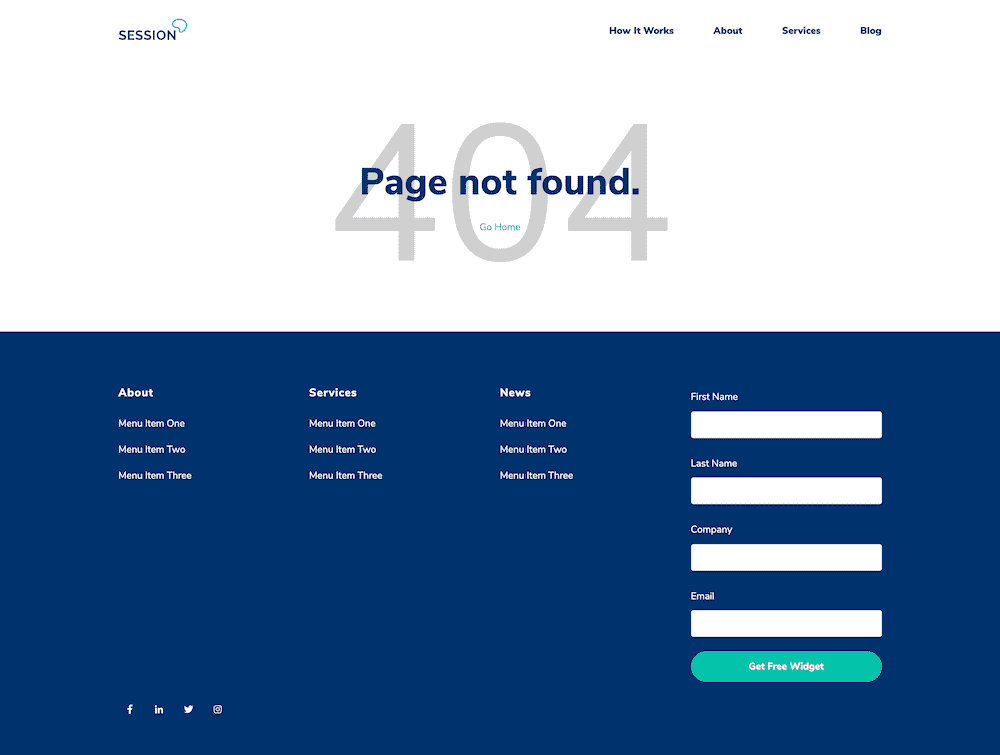 SESSION
How It Works
About
Services
Blog
404
Page not found.
Go Home
About
Menu Item One
Menu Item Two
Menu Item Three
Services
Menu Item One
Menu Item Two
Menu Item Three
News
Menu Item One
Menu Item Two
Menu Item Three
First Name
Last Name
Company
Email
Get Free Widget